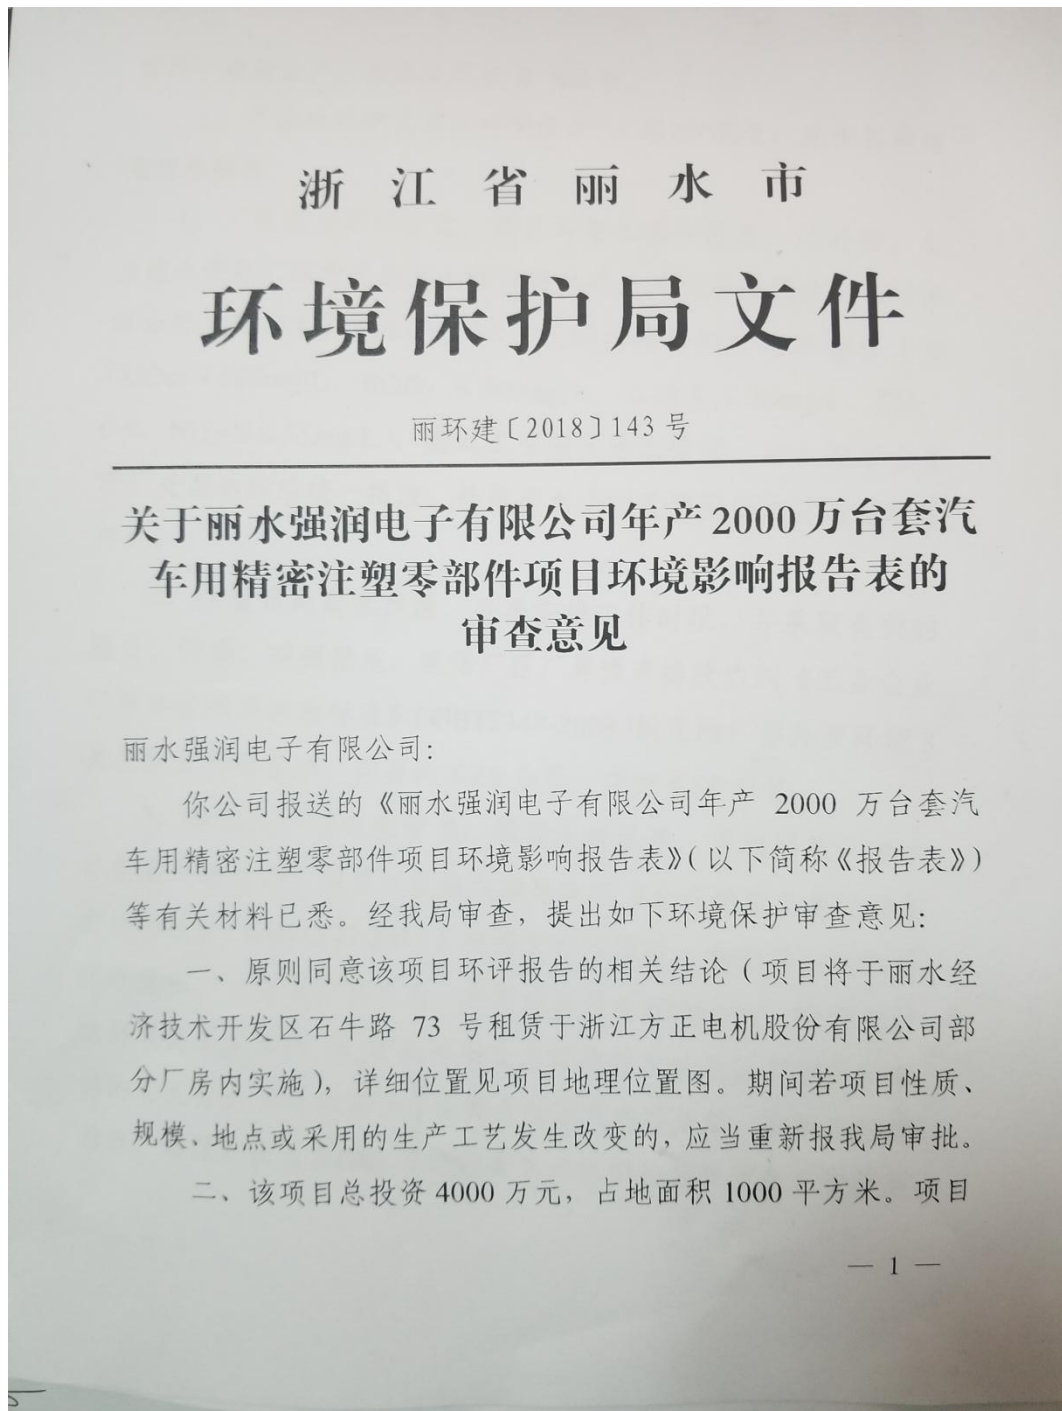 浙江省丽水市
环境保护局文件
丽环建〔2018〕143号
关于丽水强润电子有限公司年产2000万台套汽
车用精密注塑零部件项目环境影响报告表的
审查意见
丽水强润电子有限公司：
你公司报送的《丽水强润电子有限公司年产 2000 万台套汽
车用精密注塑零部件项目环境影响报告表》（以下简称《报告表》）
等有关材料已悉。经我局审查，提出如下环境保护审查意见：
一、原则同意该项目环评报告的相关结论（项目将于丽水经
济技术开发区石牛路 73 号租赁于浙江方正电机股份有限公司部
分厂房内实施），详细位置见项目地理位置图。期间若项目性质、
规模、地点或采用的生产工艺发生改变的，应当重新报我局审批。
二、该项目总投资4000万元，占地面积1000平方米。项目
— 1 —